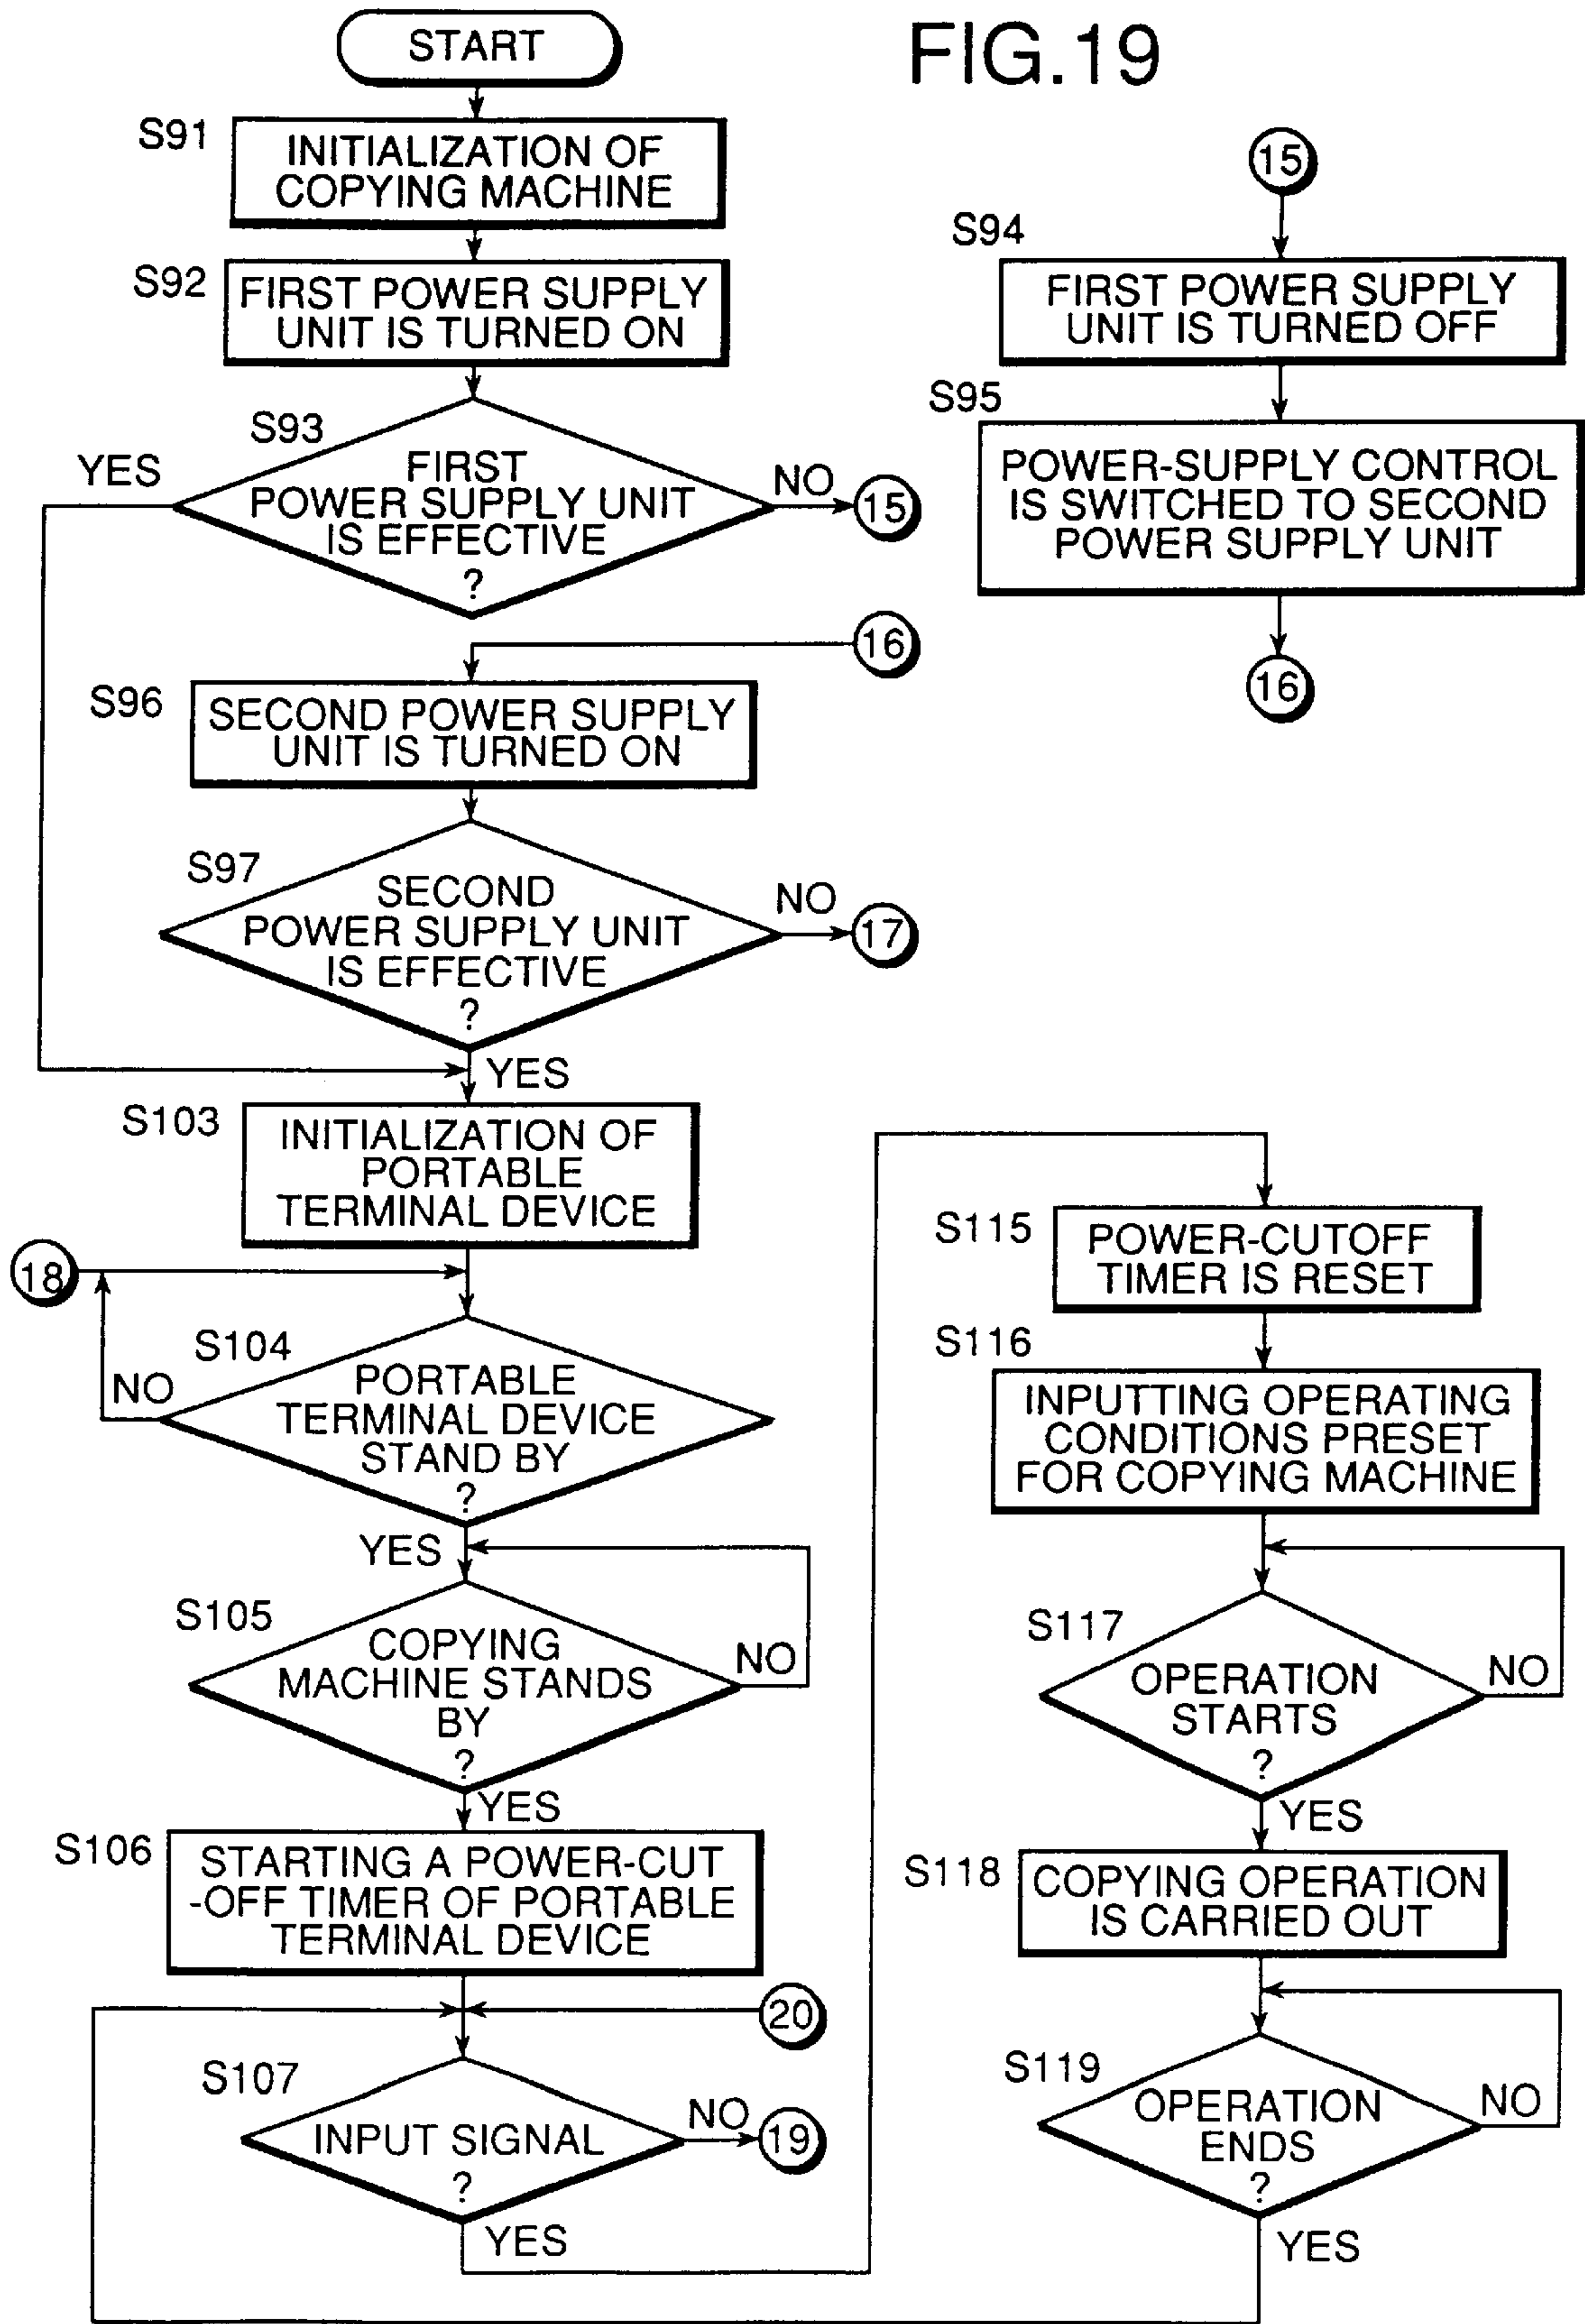 FIG.19
START
S91
INITIALIZATION OF
COPYING MACHINE
S92
FIRST POWER SUPPLY
UNIT IS TURNED ON
S93
FIRST
POWER SUPPLY UNIT
IS EFFECTIVE
?
YES
NO
15
16
S96
SECOND POWER SUPPLY
UNIT IS TURNED ON
S97
SECOND
POWER SUPPLY UNIT
IS EFFECTIVE
?
NO
17
YES
S103
INITIALIZATION OF
PORTABLE
TERMINAL DEVICE
18
S104
PORTABLE
TERMINAL DEVICE
STAND BY
?
NO
YES
S105
COPYING
MACHINE STANDS
BY
?
NO
YES
S106
STARTING A POWER-CUT
-OFF TIMER OF PORTABLE
TERMINAL DEVICE
20
S107
INPUT SIGNAL
?
NO
19
YES
15
S94
FIRST POWER SUPPLY
UNIT IS TURNED OFF
S95
POWER-SUPPLY CONTROL
IS SWITCHED TO SECOND
POWER SUPPLY UNIT
16
S115
POWER-CUTOFF
TIMER IS RESET
S116
INPUTTING OPERATING
CONDITIONS PRESET
FOR COPYING MACHINE
S117
OPERATION
STARTS
?
NO
YES
S118
COPYING OPERATION
IS CARRIED OUT
S119
OPERATION
ENDS
?
NO
YES